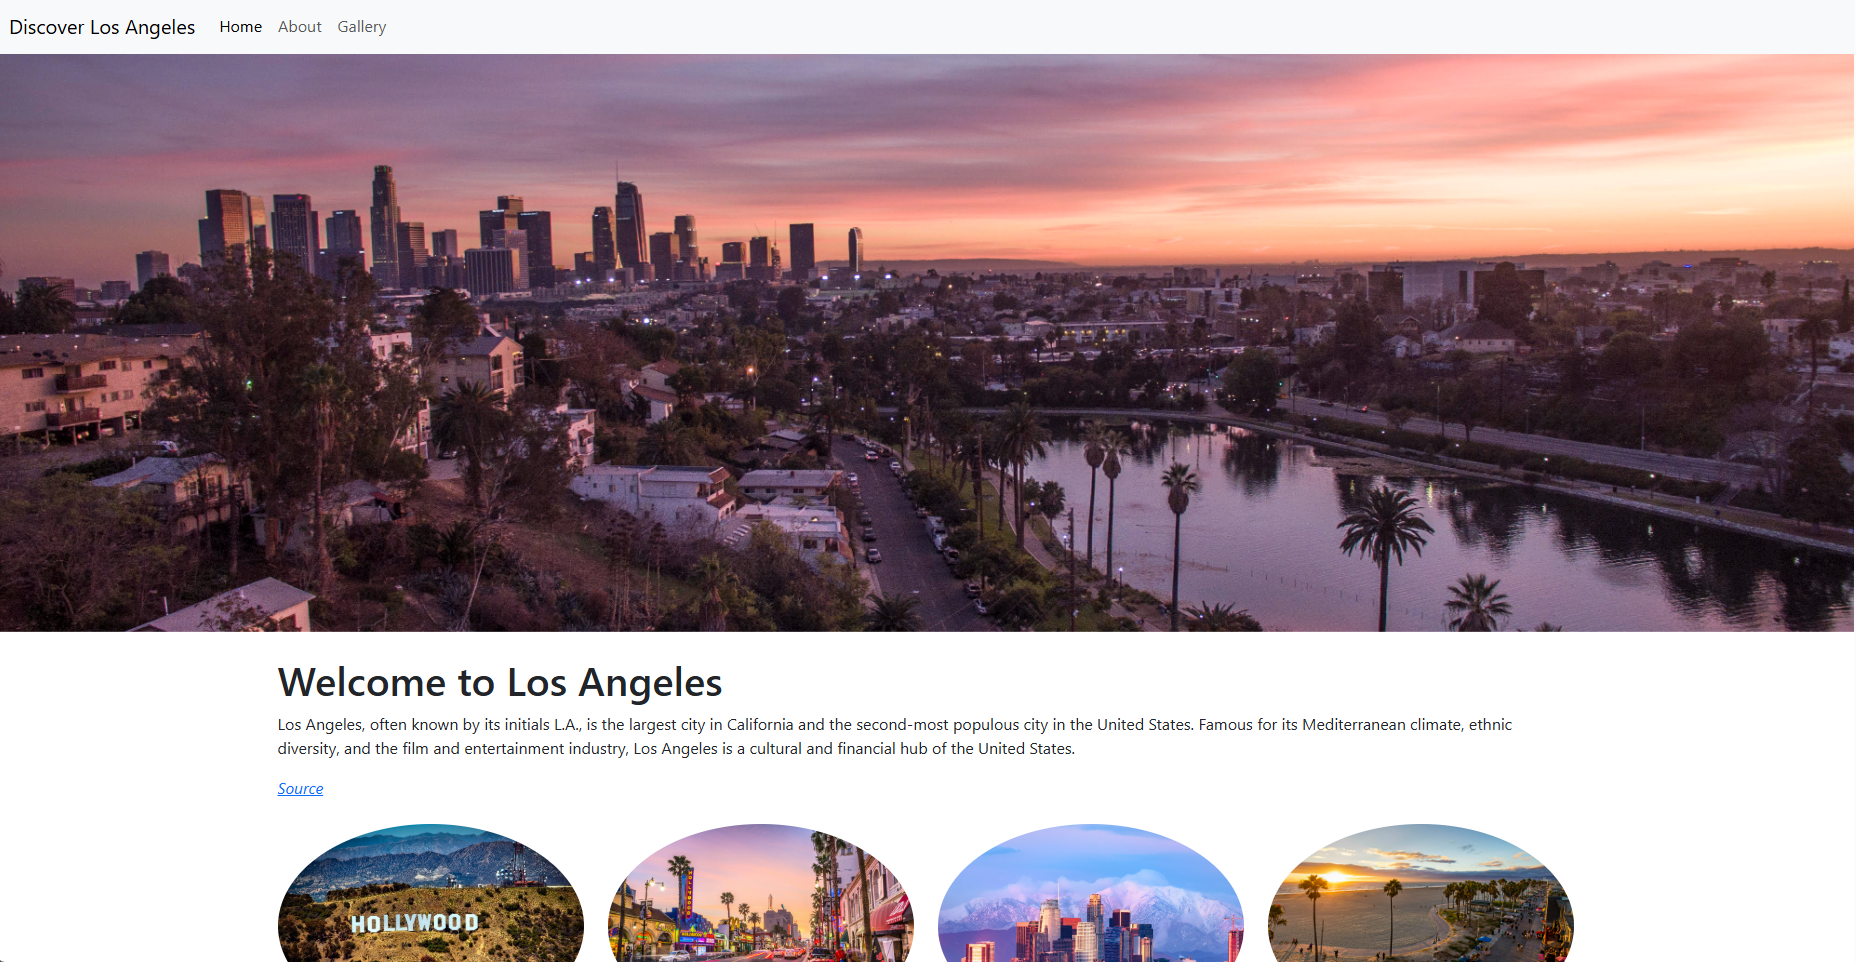 Discover Los Angeles Home About Gallery
Welcome to Los Angeles
Los Angeles, often known by its initials L.A., is the largest city in California and the second-most populous city in the United States. Famous for its Mediterranean climate, ethnic
diversity, and the film and entertainment industry, Los Angeles is a cultural and financial hub of the United States.
Source
HOLLYWOOD